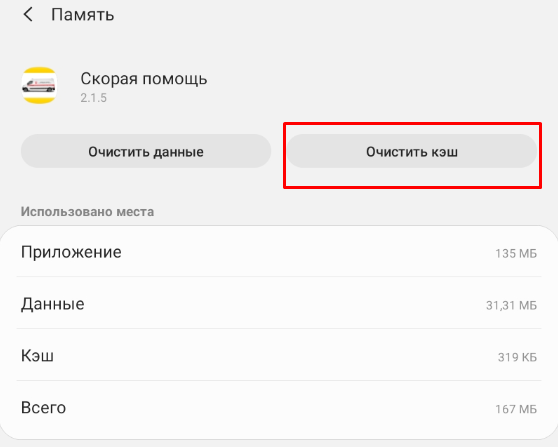 Память
Скорая помощь
2.1.5
Очистить данные
Очистить кэш
Использовано места
Приложение 135 МБ
Данные 31,31 МБ
Кэш 319 КБ
Всего 167 МБ